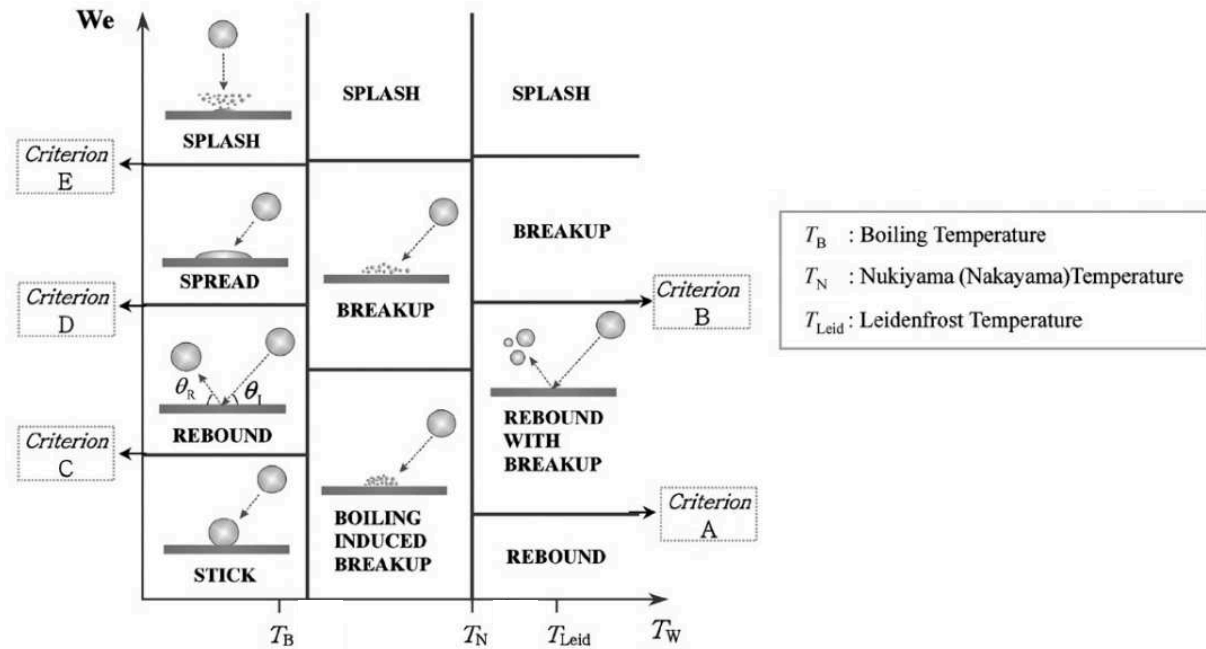 We
SPLASH
SPLASH
SPLASH
Criterion
E
SPREAD
BREAKUP
BREAKUP
Criterion
D
Criterion
B
θR
θI
REBOUND
REBOUND
WITH
BREAKUP
Criterion
C
Criterion
A
STICK
BOILING
INDUCED
BREAKUP
REBOUND
TB
TN
TLeid
TW
TB : Boiling Temperature
TN : Nukiyama (Nakayama)Temperature
TLeid : Leidenfrost Temperature